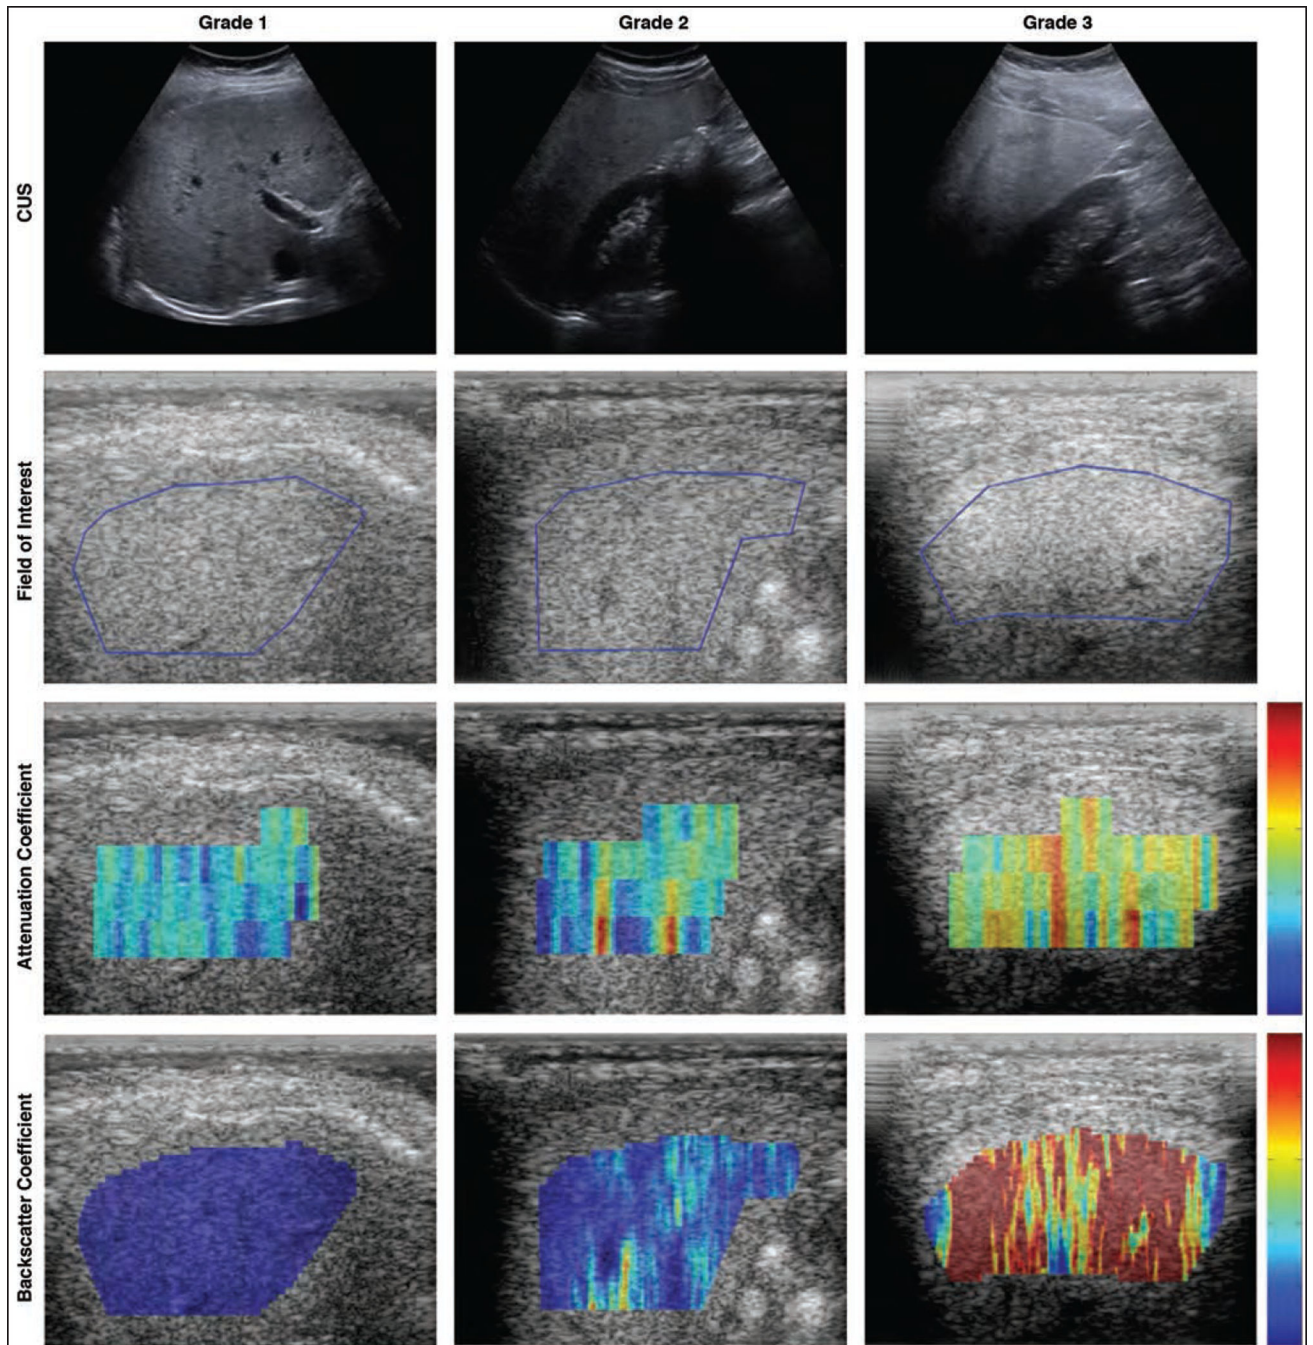 Grade 1
Grade 2
Grade 3
CUS
Field of Interest
Attenuation Coefficient
Backscatter Coefficient